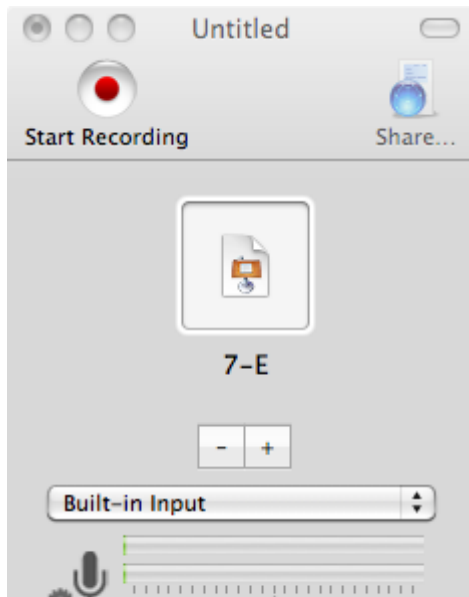 Untitled
Start Recording
Share...
7-E
- +
Built-in Input